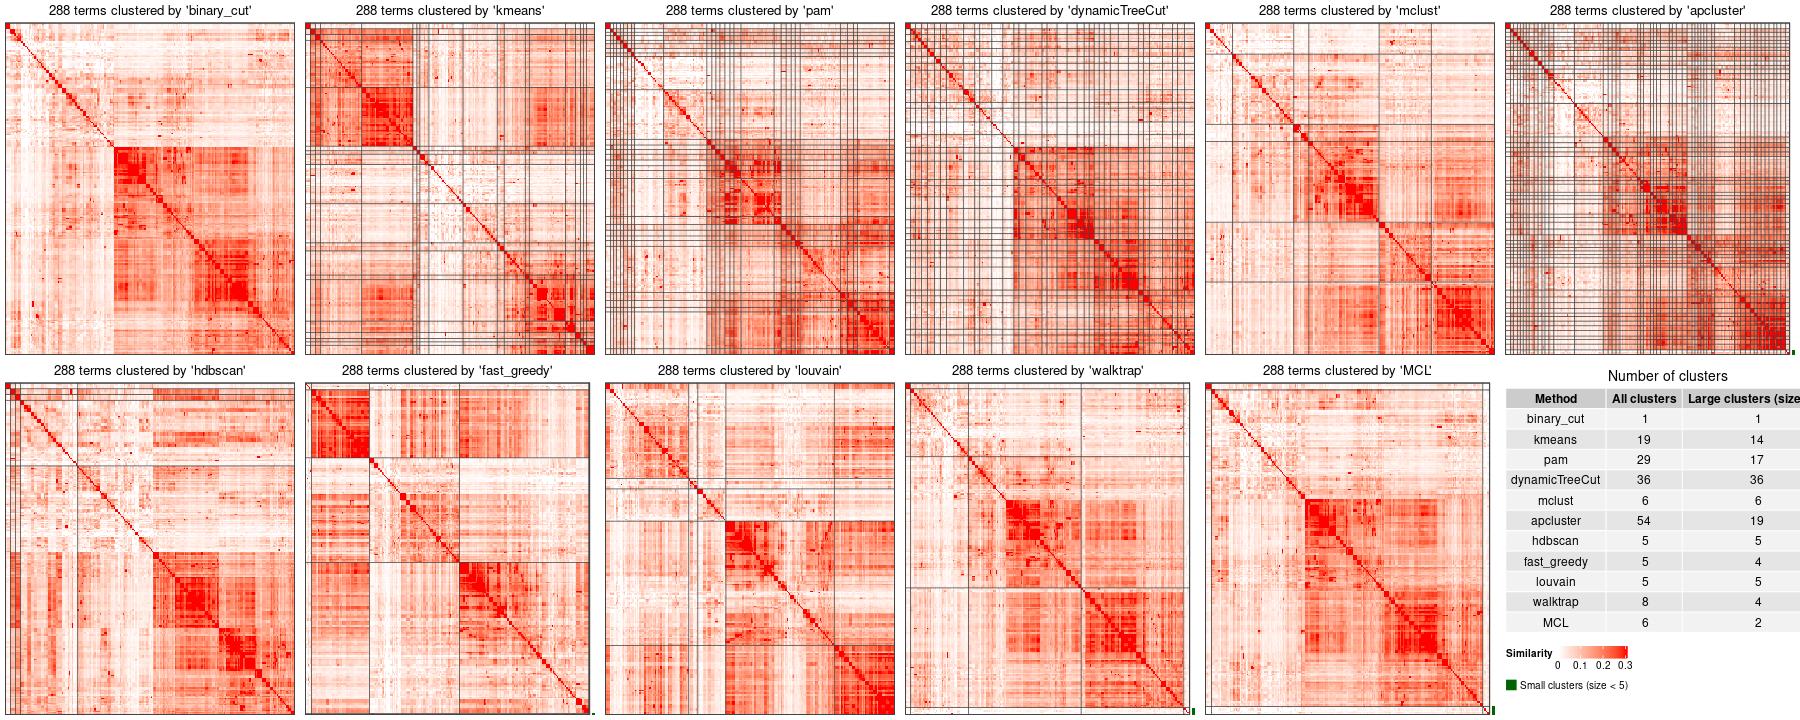 288 terms clustered by 'binary_cut'
288 terms clustered by 'kmeans'
288 terms clustered by 'pam'
288 terms clustered by 'dynamicTreeCut'
288 terms clustered by 'mclust'
288 terms clustered by 'apcluster'
288 terms clustered by 'hdbscan'
288 terms clustered by 'fast_greedy'
288 terms clustered by 'louvain'
288 terms clustered by 'walktrap'
288 terms clustered by 'MCL'
Number of clusters
Method All clusters Large clusters (size
binary_cut 1 1
kmeans 19 14
pam 29 17
dynamicTreeCut 36 36
mclust 6 6
apcluster 54 19
hdbscan 5 5
fast_greedy 5 4
louvain 5 5
walktrap 8 4
MCL 6 2
Similarity
0 0.1 0.2 0.3
Small clusters (size < 5)